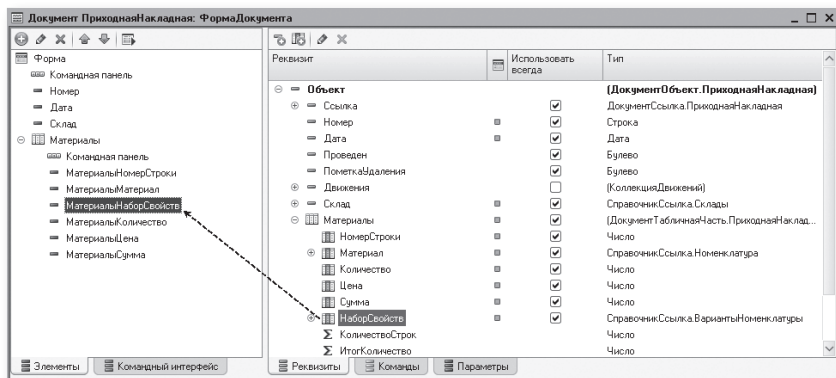 Документ ПриходнаяНакладная: ФормаДокумента
Форма
Командная панель
Номер
Дата
Склад
Материалы
Командная панель
МатериалыНомерСтроки
МатериалыМатериал
МатериалыНаборСвойств
МатериалыКоличество
МатериалыЦена
МатериалыСумма
Элементы
Командный интерфейс
Реквизит Использовать всегда Тип
Объект (ДокументОбъект.ПриходнаяНакладная)
Ссылка ДокументСсылка.ПриходнаяНакладная
Номер Строка
Дата Дата
Проведен Булево
ПометкаУдаления Булево
Движения (КоллекцияДвижений)
Склад СправочникСсылка.Склады
Материалы (ДокументТабличнаяЧасть.ПриходнаяНаклад...
НомерСтроки Число
Материал СправочникСсылка.Номенклатура
Количество Число
Цена Число
Сумма Число
НаборСвойств СправочникСсылка.ВариантыНоменклатуры
КоличествоСтрок Число
ИтогКоличество Число
Реквизиты
Команды
Параметры